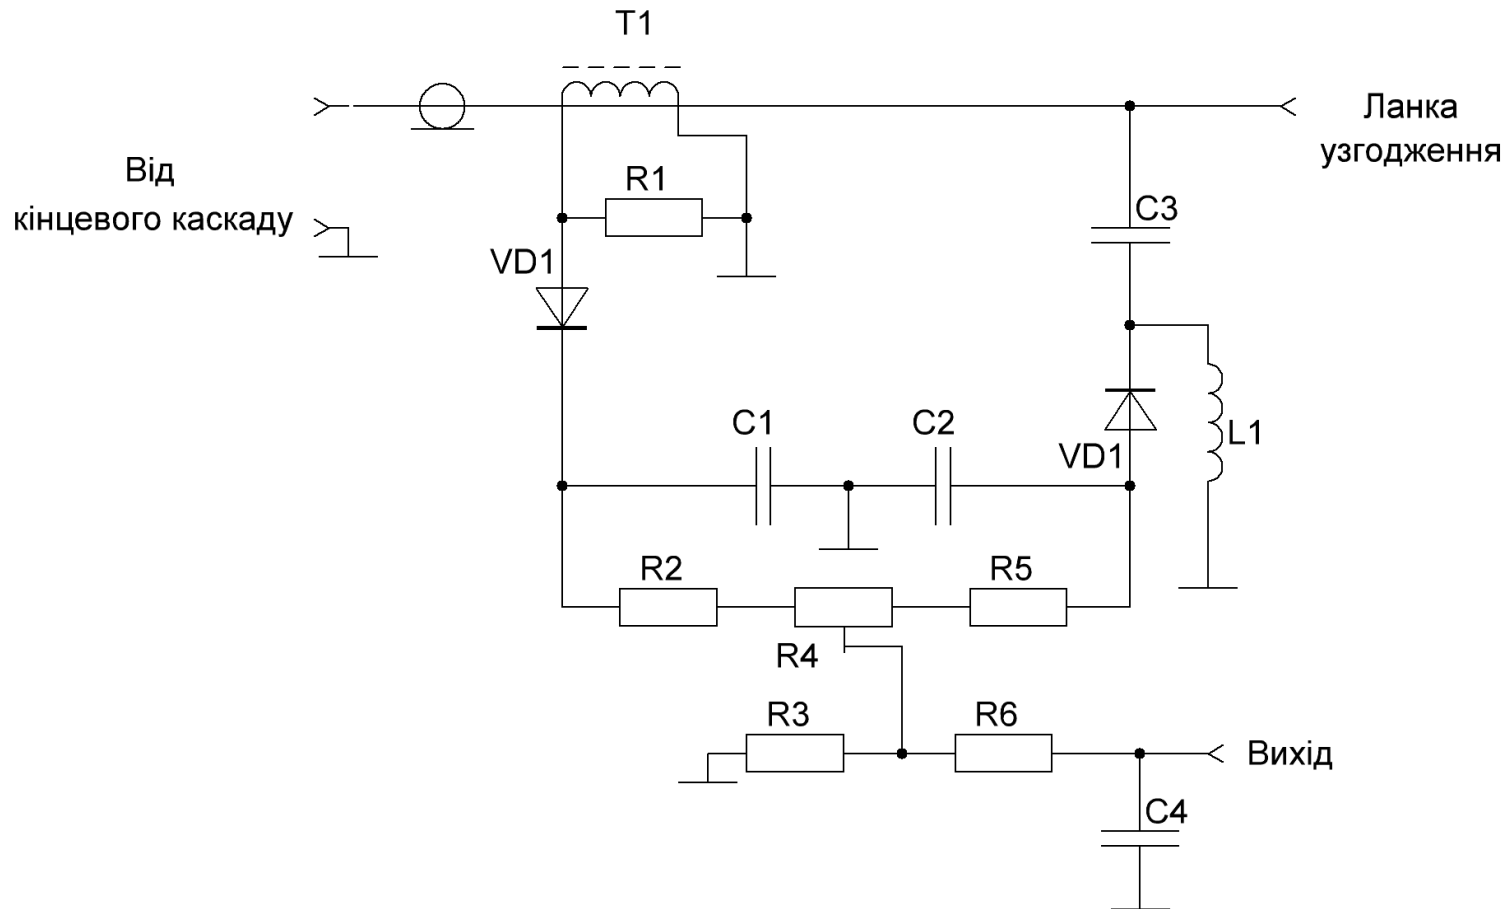 T1
Ланка
узгодження
Від
кінцевого каскаду
R1
C3
VD1
C1
C2
VD1
L1
R2
R5
R4
R3
R6
Вихід
C4